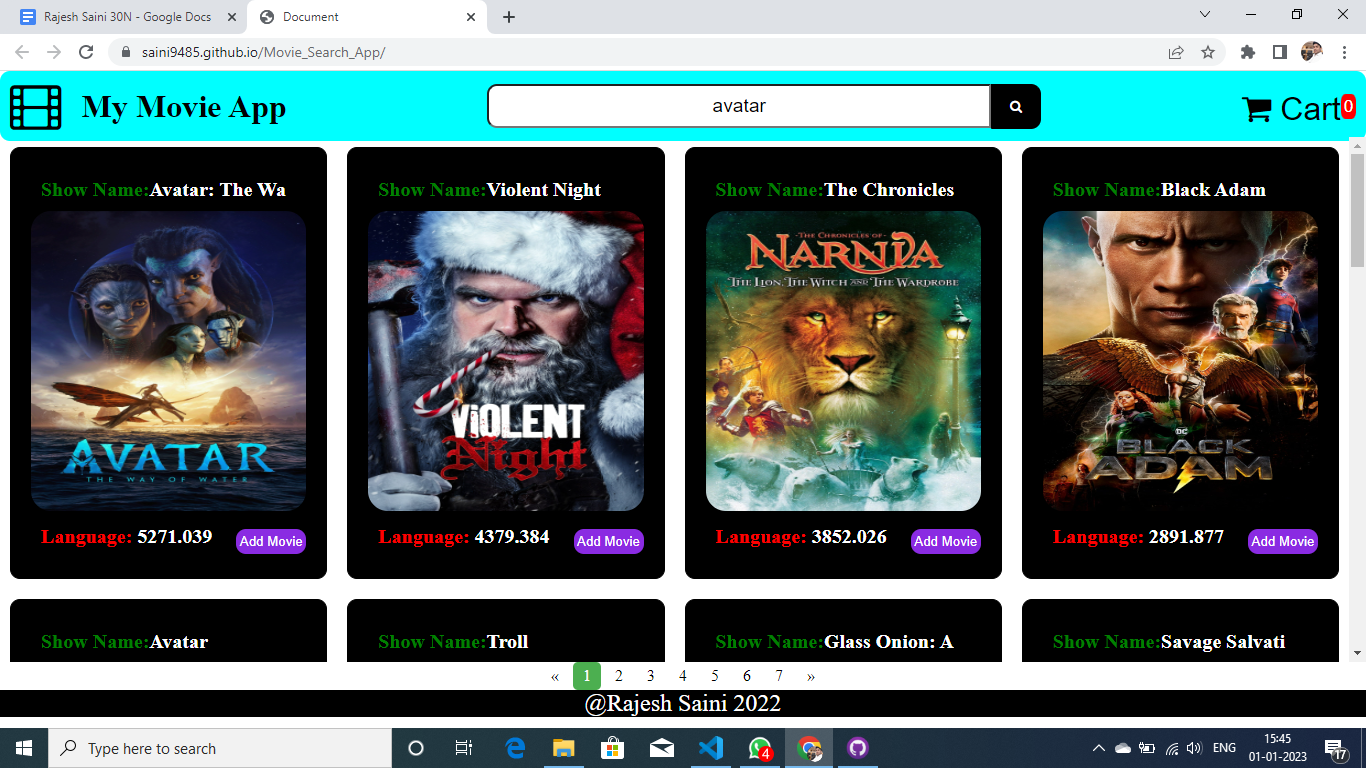 Rajesh Saini 30N - Google Docs
Document
saini9485.github.io/Movie_Search_App/
My Movie App
avatar
Cart 0
Show Name:Avatar: The Wa
Show Name:Violent Night
Show Name:The Chronicles
Show Name:Black Adam
AVATAR
THE WAY OF WATER
VIOLENT
Night
THE CHRONICLES OF
NARNIA
THE LION, THE WITCH AND THE WARDROBE
DC
BLACK
ADAM
Language: 5271.039
Add Movie
Language: 4379.384
Add Movie
Language: 3852.026
Add Movie
Language: 2891.877
Add Movie
Show Name:Avatar
Show Name:Troll
Show Name:Glass Onion: A
Show Name:Savage Salvati
« 1 2 3 4 5 6 7 »
@Rajesh Saini 2022
Type here to search
4
ENG
15:45
01-01-2023
17